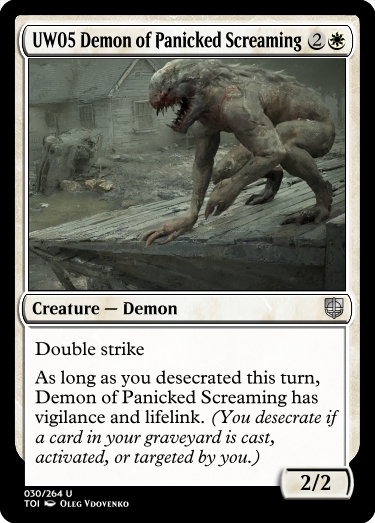 UW05 Demon of Panicked Screaming 2
Creature — Demon
Double strike
As long as you desecrated this turn,
Demon of Panicked Screaming has
vigilance and lifelink. (You desecrate if
a card in your graveyard is cast,
activated, or targeted by you.)
2/2
030/264 U
TOI • Oleg Vdovenko